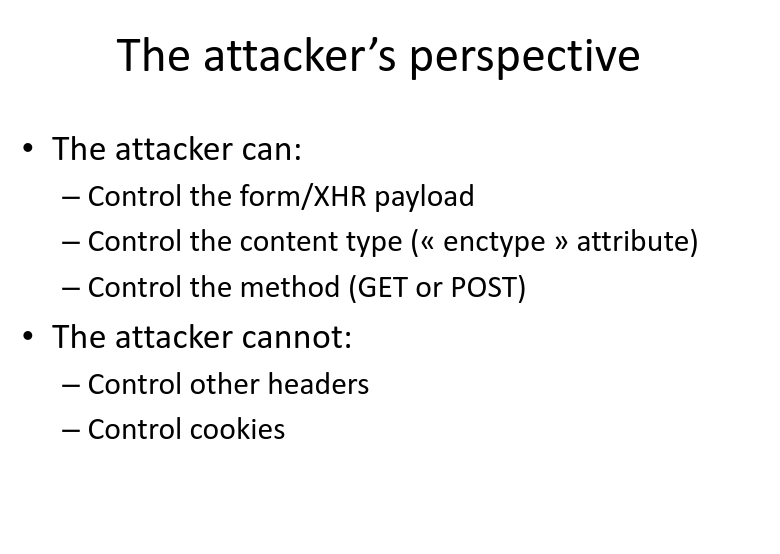 The attacker’s perspective
• The attacker can:
– Control the form/XHR payload
– Control the content type (« enctype » attribute)
– Control the method (GET or POST)
• The attacker cannot:
– Control other headers
– Control cookies